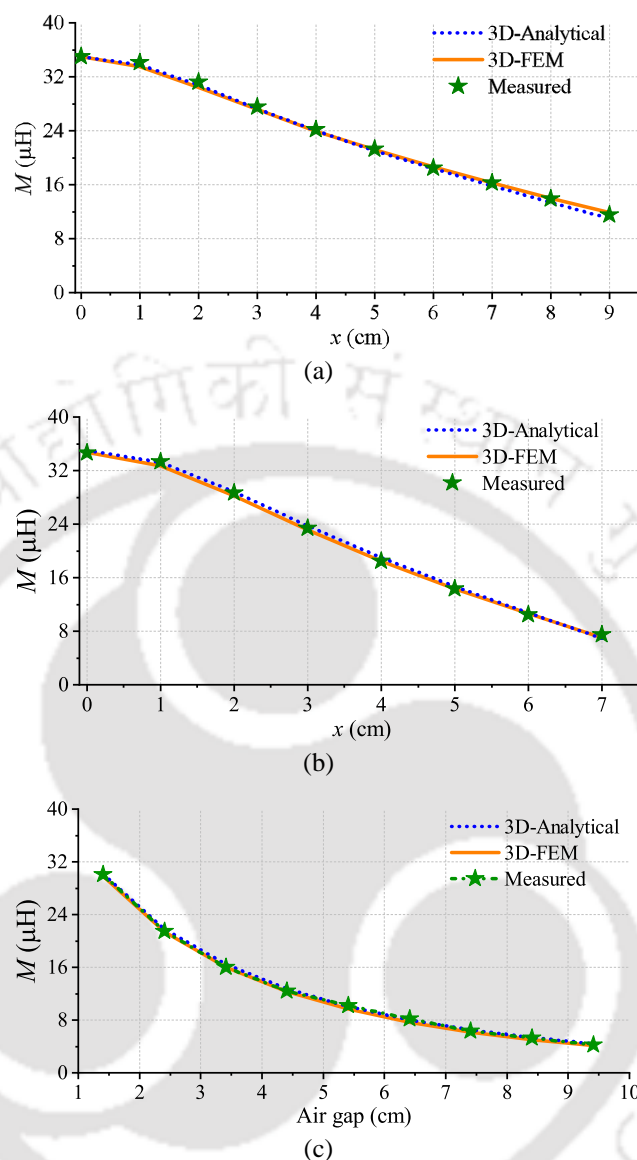 40
32
24
16
8
0
M (μH)
3D-Analytical
3D-FEM
Measured
0 1 2 3 4 5 6 7 8 9
x (cm)
(a)
40
32
24
16
8
0
M (μH)
3D-Analytical
3D-FEM
Measured
0 1 2 3 4 5 6 7
x (cm)
(b)
40
32
24
16
8
0
M (μH)
3D-Analytical
3D-FEM
Measured
1 2 3 4 5 6 7 8 9 10
Air gap (cm)
(c)